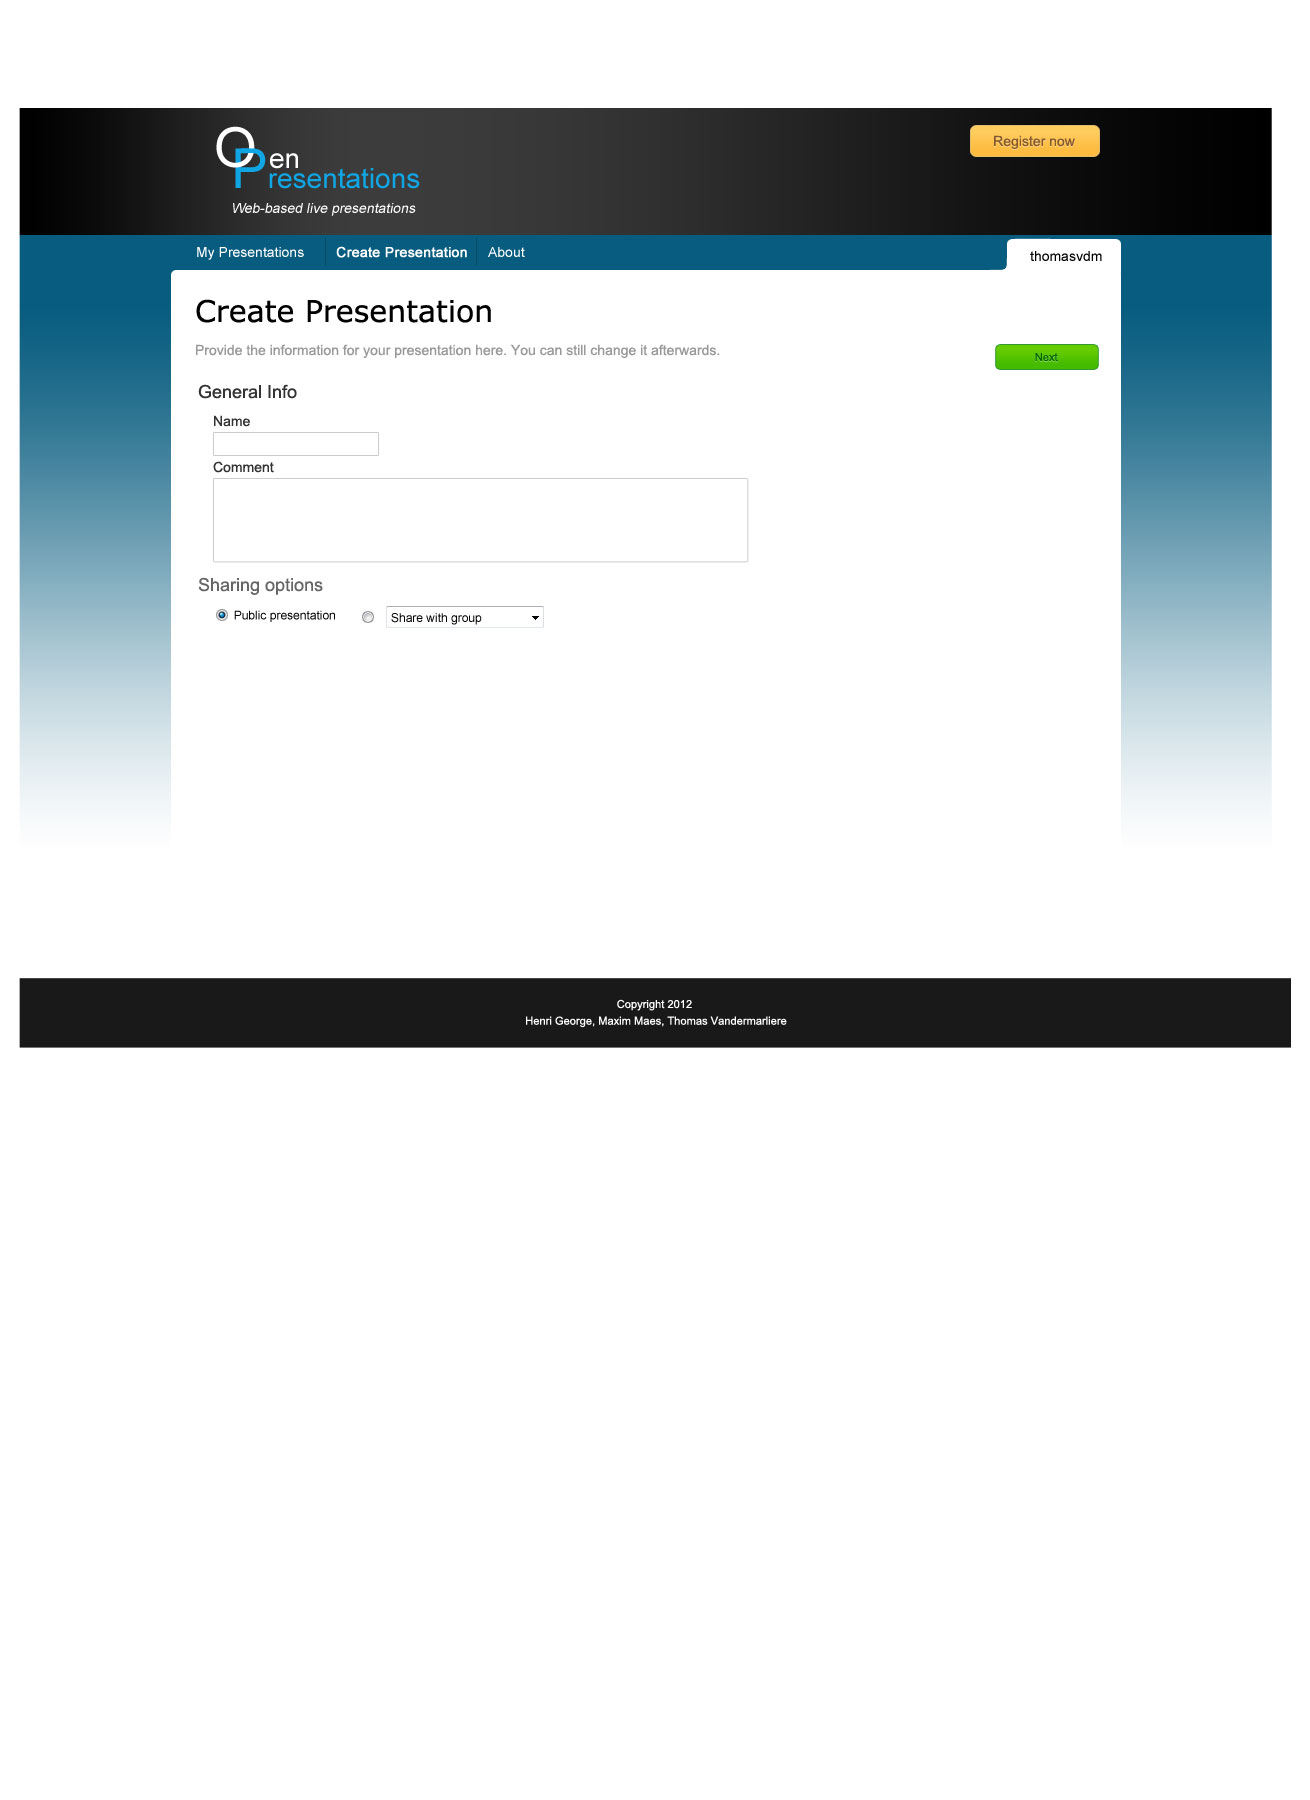 Open
Presentations
Web-based live presentations
Register now
My Presentations
Create Presentation
About
thomasvdm
Create Presentation
Provide the information for your presentation here. You can still change it afterwards.
Next
General Info
Name
Comment
Sharing options
Public presentation
Share with group
Copyright 2012
Henri George, Maxim Maes, Thomas Vandermarliere